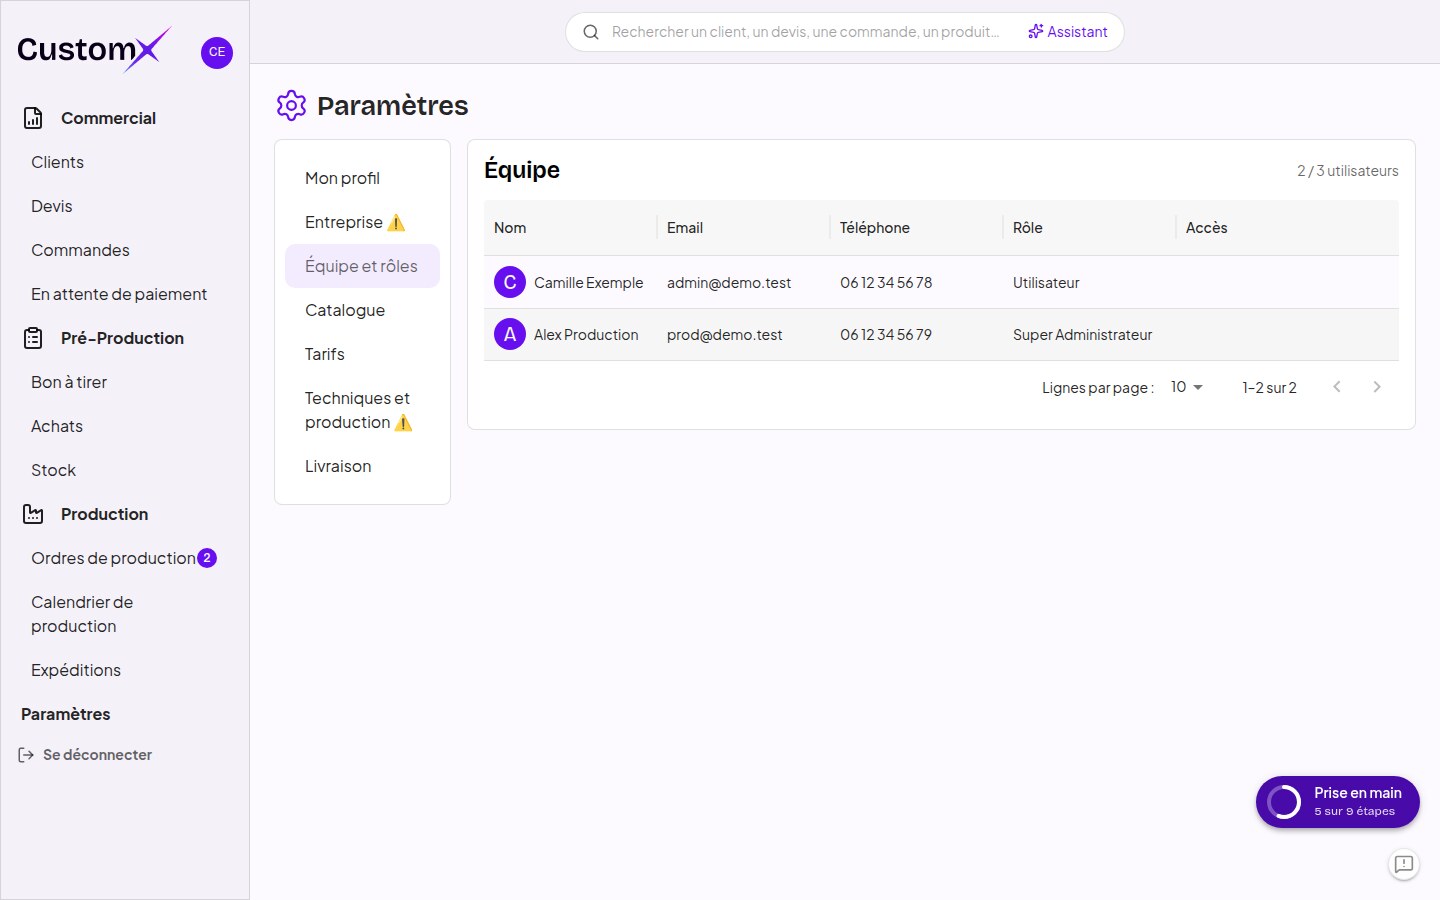 CustomX
CE
Commercial
Clients
Devis
Commandes
En attente de paiement
Pré-Production
Bon à tirer
Achats
Stock
Production
Ordres de production 2
Calendrier de
production
Expéditions
Paramètres
Se déconnecter
Rechercher un client, un devis, une commande, un produit...
Assistant
Paramètres
Mon profil
Entreprise ⚠️
Équipe et rôles
Catalogue
Tarifs
Techniques et
production ⚠️
Livraison
Équipe
2 / 3 utilisateurs
Nom Email Téléphone Rôle Accès
C Camille Exemple admin@demo.test 06 12 34 56 78 Utilisateur
A Alex Production prod@demo.test 06 12 34 56 79 Super Administrateur
Lignes par page : 10 1–2 sur 2
Prise en main
5 sur 9 étapes